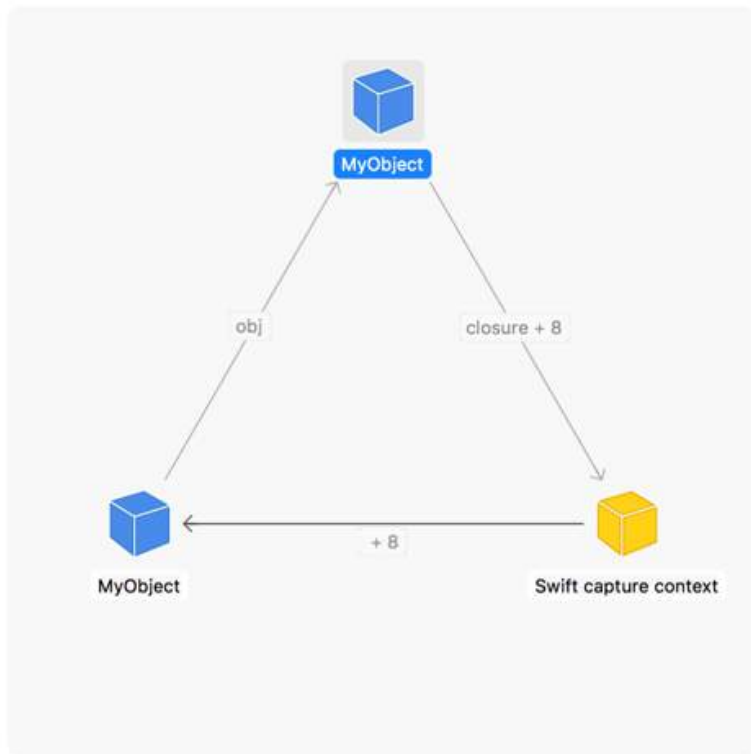 MyObject
obj
closure + 8
+ 8
MyObject
Swift capture context